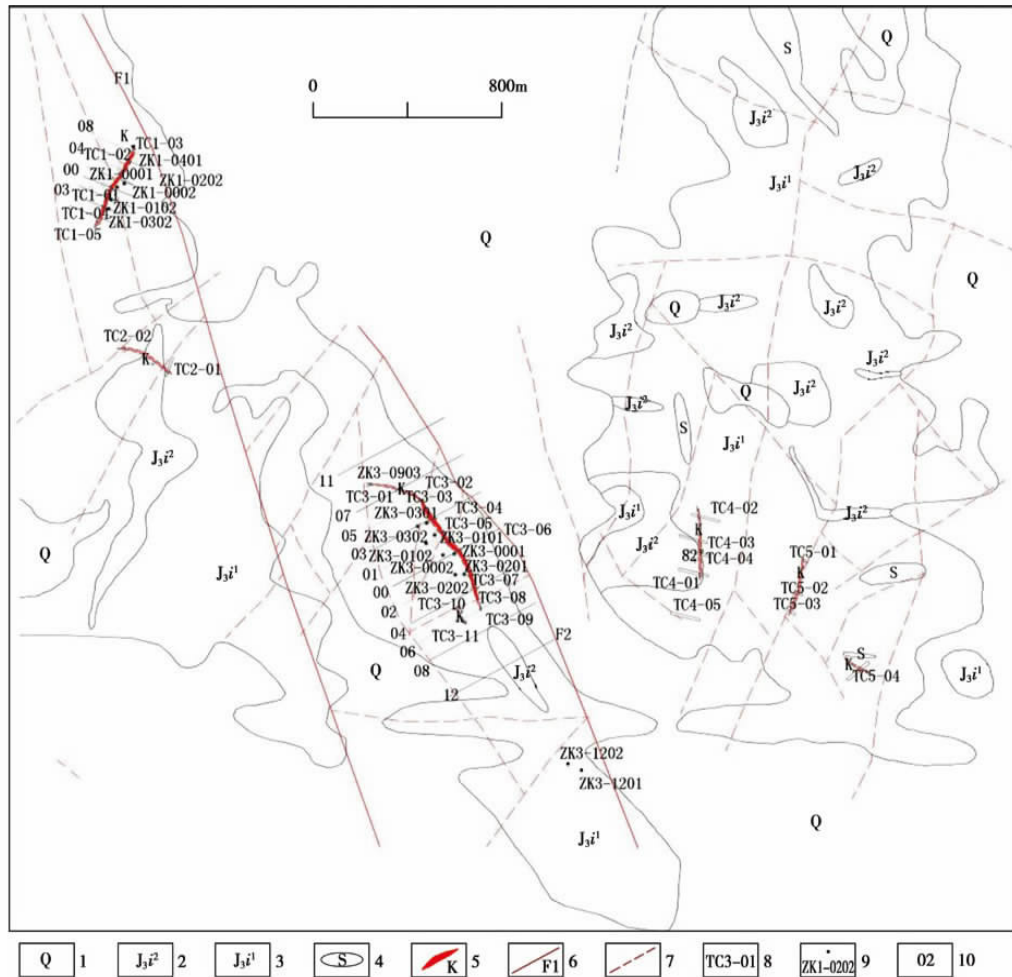 S
Q
0
800m
F1
J₃i²
08
K
TC1-03
04
TC1-02
ZK1-0401
J₃i¹
J₃i²
00
ZK1-0001
ZK1-0202
03
TC1-01
ZK1-0002
ZK1-0102
ZK1-0302
TC1-05
Q
Q
J₃i²
Q
J₃i²
J₃i²
TC2-02
K
TC2-01
J₃i²
J₃i²
Q
J₃i²
J₃i²
S
J₃i¹
J₃i²
ZK3-0903
TC3-02
11
K
TC3-01
TC3-03
J₃i¹
TC3-04
TC4-02
J₃i²
07
ZK3-0301
TC3-05
TC3-06
K
05
ZK3-0302
ZK3-0101
TC4-03
J₃i²
TC5-01
Q
03
ZK3-0102
ZK3-0001
82
TC4-04
K
S
J₃i¹
01
ZK3-0002
ZK3-0201
TC4-01
TC5-02
00
ZK3-0202
TC3-07
TC4-05
TC5-03
02
TC3-10
TC3-08
K
TC3-09
04
TC3-11
F2
06
S
Q
08
J₃i²
K
TC5-04
J₃i¹
12
ZK3-1202
ZK3-1201
Q
J₃i¹
Q 1 J₃i² 2 J₃i¹ 3 S 4 K 5 F1 6 7 TC3-01 8 ZK1-0202 9 02 10